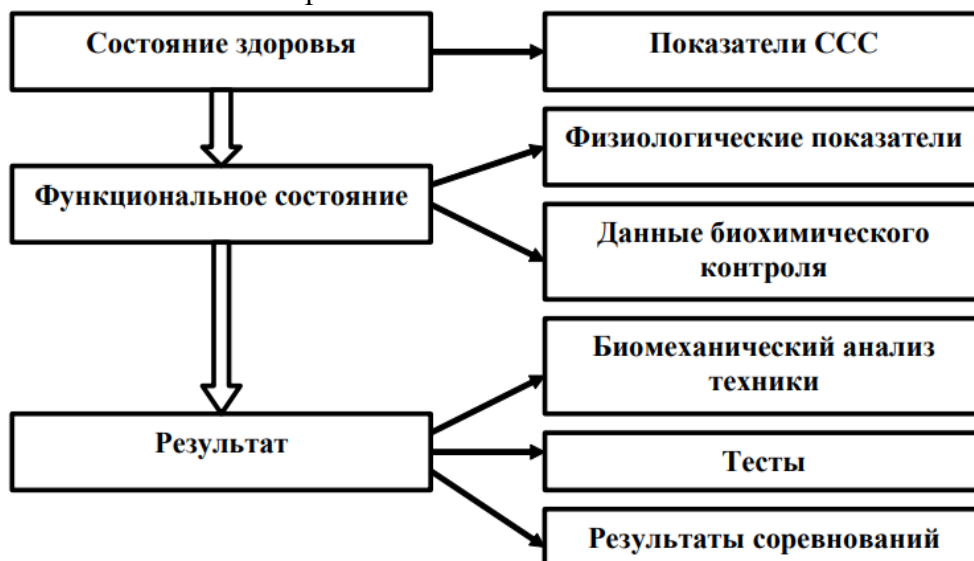 Состояние здоровья
Показатели ССС
Физиологические показатели
Функциональное состояние
Данные биохимического
контроля
Биомеханический анализ
техники
Результат
Тесты
Результаты соревнований